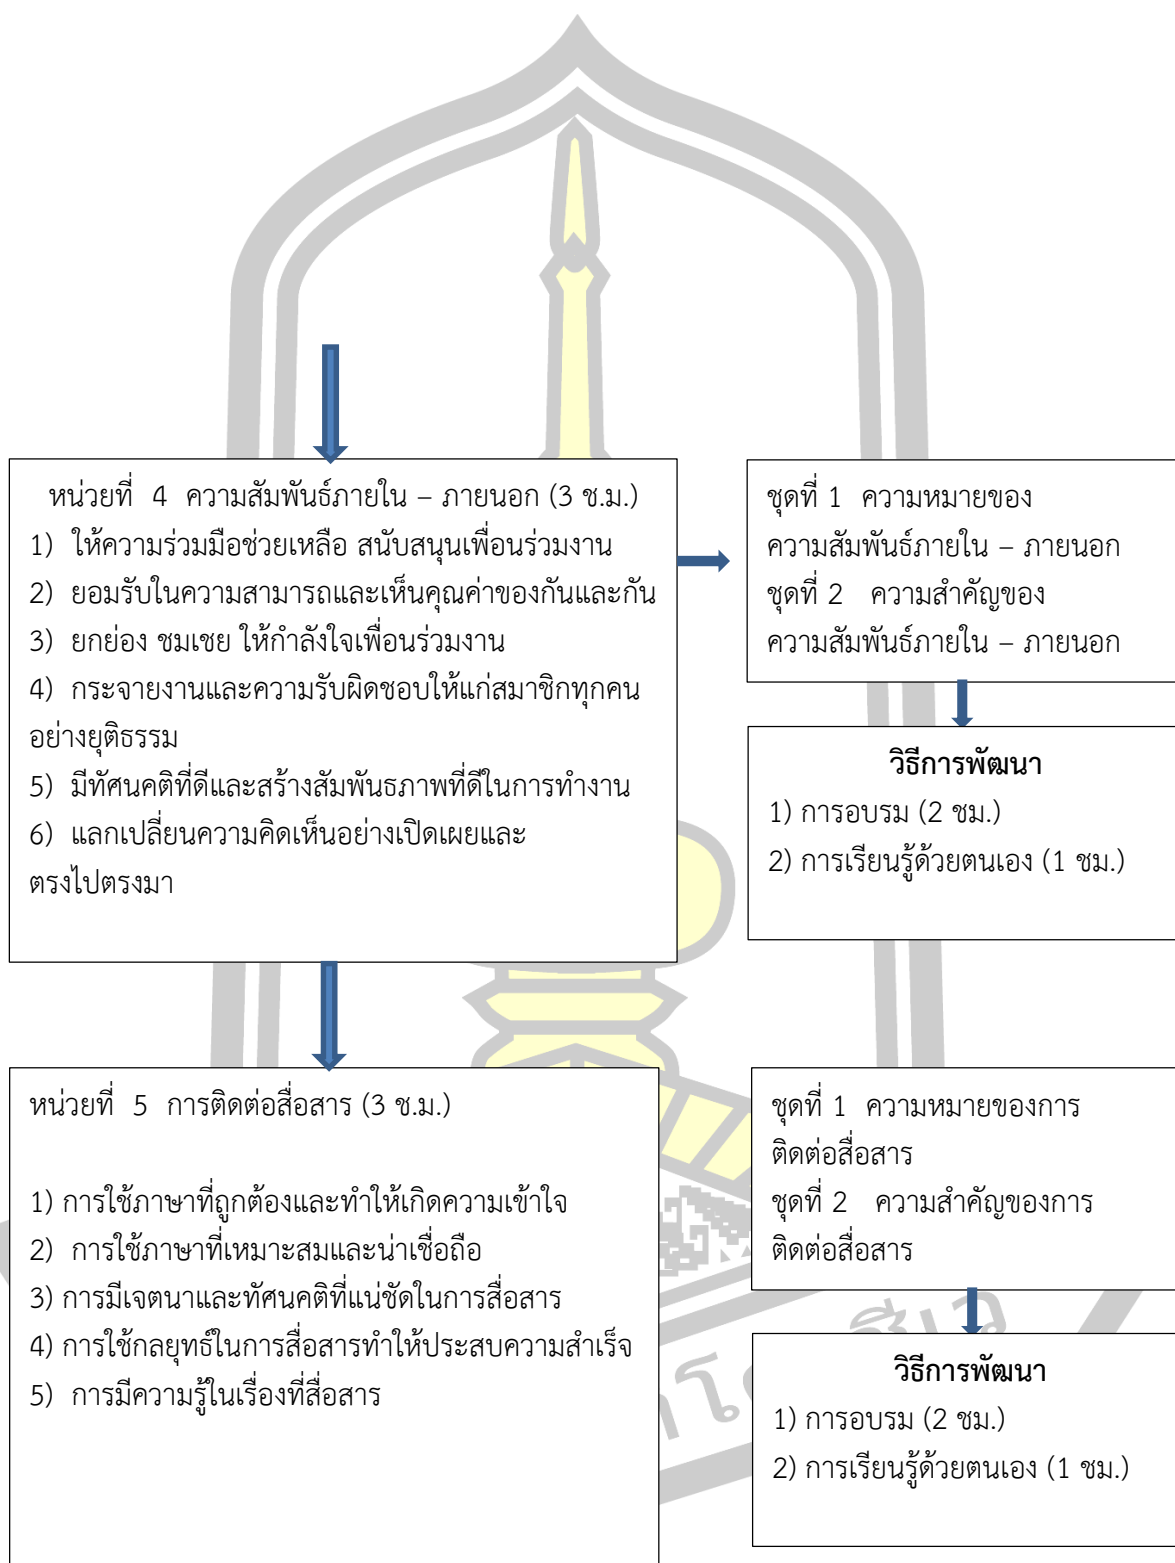 หน่วยที่ 4 ความสัมพันธ์ภายใน – ภายนอก (3 ช.ม.)
1) ให้ความร่วมมือช่วยเหลือ สนับสนุนเพื่อนร่วมงาน
2) ยอมรับในความสามารถและเห็นคุณค่าของกันและกัน
3) ยกย่อง ชมเชย ให้กำลังใจเพื่อนร่วมงาน
4) กระจายงานและความรับผิดชอบให้แก่สมาชิกทุกคน
อย่างยุติธรรม
5) มีทัศนคติที่ดีและสร้างสัมพันธภาพที่ดีในการทำงาน
6) แลกเปลี่ยนความคิดเห็นอย่างเปิดเผยและ
ตรงไปตรงมา
ชุดที่ 1 ความหมายของ
ความสัมพันธ์ภายใน – ภายนอก
ชุดที่ 2 ความสำคัญของ
ความสัมพันธ์ภายใน – ภายนอก
วิธีการพัฒนา
1) การอบรม (2 ชม.)
2) การเรียนรู้ด้วยตนเอง (1 ชม.)
หน่วยที่ 5 การติดต่อสื่อสาร (3 ช.ม.)
1) การใช้ภาษาที่ถูกต้องและทำให้เกิดความเข้าใจ
2) การใช้ภาษาที่เหมาะสมและน่าเชื่อถือ
3) การมีเจตนาและทัศนคติที่แน่ชัดในการสื่อสาร
4) การใช้กลยุทธ์ในการสื่อสารทำให้ประสบความสำเร็จ
5) การมีความรู้ในเรื่องที่สื่อสาร
ชุดที่ 1 ความหมายของการ
ติดต่อสื่อสาร
ชุดที่ 2 ความสำคัญของการ
ติดต่อสื่อสาร
วิธีการพัฒนา
1) การอบรม (2 ชม.)
2) การเรียนรู้ด้วยตนเอง (1 ชม.)